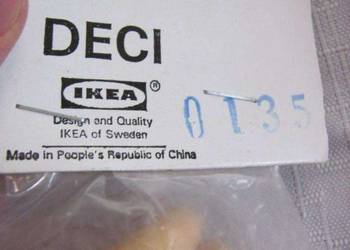 DECI
IKEA®
0135
Design and Quality
IKEA of Sweden
Made in People's Republic of China